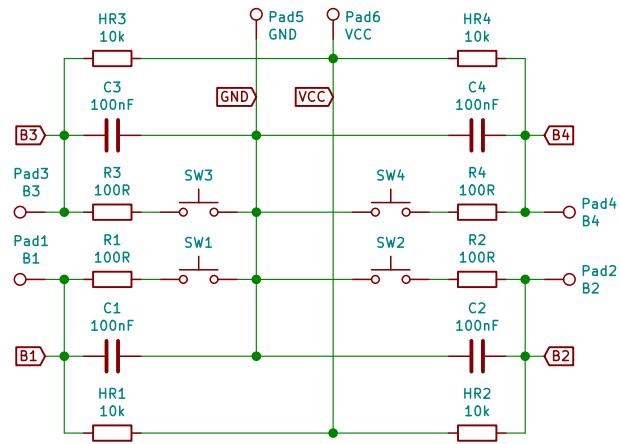 HR3
10k
Pad5
GND
Pad6
VCC
HR4
10k
C3
100nF
GND
VCC
C4
100nF
B3
B4
Pad3
B3
R3
100R
SW3
SW4
R4
100R
Pad4
B4
Pad1
B1
R1
100R
SW1
SW2
R2
100R
Pad2
B2
C1
100nF
C2
100nF
B1
B2
HR1
10k
HR2
10k